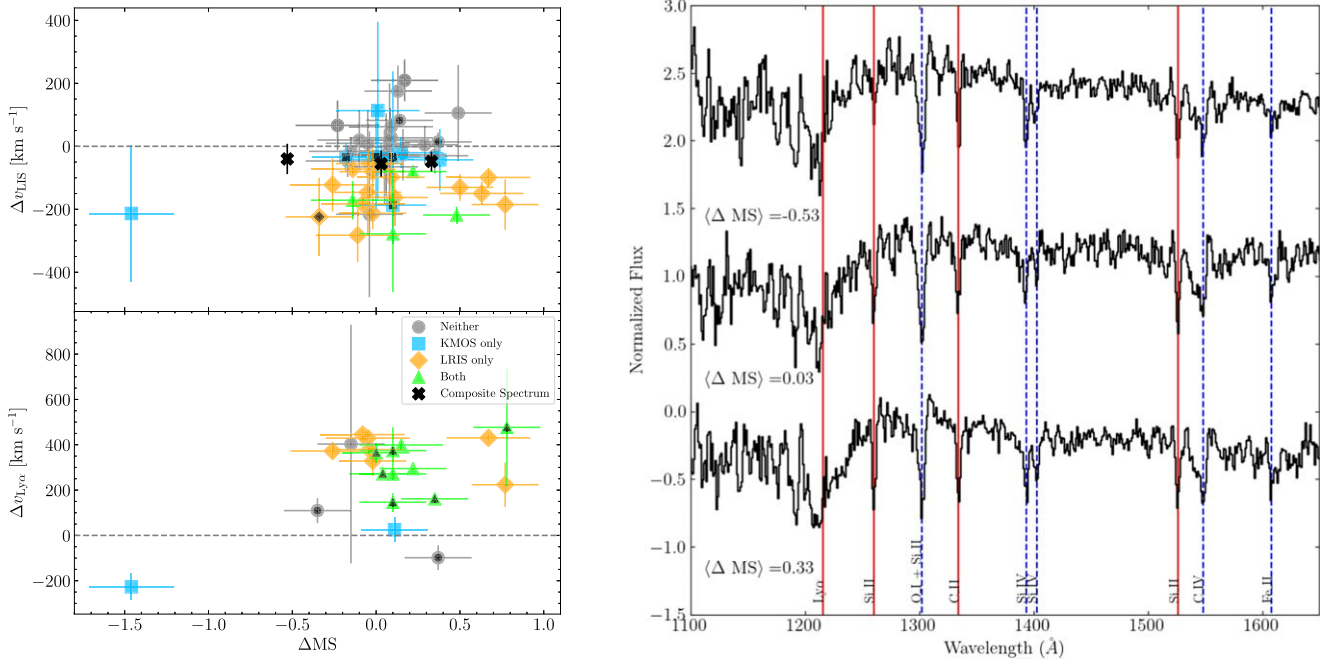 400
200
0
−200
−400
Δv_LIS [km s⁻¹]
800
600
400
200
0
−200
Δv_Lyα [km s⁻¹]
Neither
KMOS only
LRIS only
Both
Composite Spectrum
−1.5
−1.0
−0.5
0.0
0.5
1.0
ΔMS
3.0
2.5
2.0
1.5
1.0
0.5
0.0
−0.5
−1.0
−1.5
Normalized Flux
⟨Δ MS⟩ =-0.53
⟨Δ MS⟩ =0.03
⟨Δ MS⟩ =0.33
Lyα
Si II
O I + Si II
C II
Si IV
Si IV
Si II
C IV
Fe II
1100
1200
1300
1400
1500
1600
Wavelength (Å)